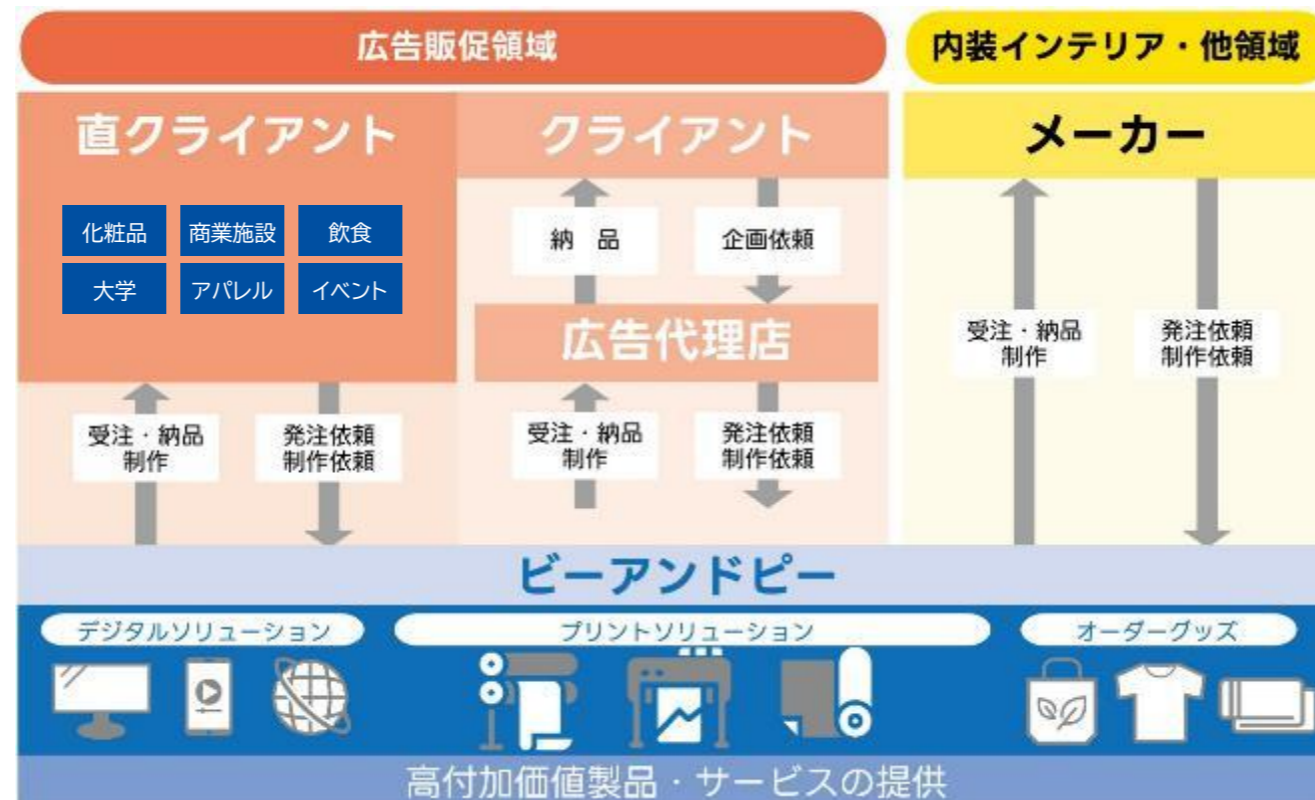 広告販促領域
内装インテリア・他領域
直クライアント
化粧品
商業施設
飲食
大学
アパレル
イベント
受注・納品
制作
発注依頼
制作依頼
クライアント
納　品
企画依頼
広告代理店
受注・納品
制作
発注依頼
制作依頼
メーカー
受注・納品
制作
発注依頼
制作依頼
ビーアンドピー
デジタルソリューション
プリントソリューション
オーダーグッズ
高付加価値製品・サービスの提供